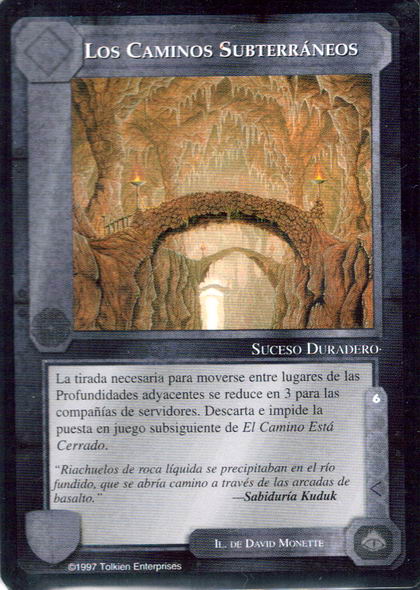 LOS CAMINOS SUBTERRÁNEOS
SUCESO DURADERO
La tirada necesaria para moverse entre lugares de las
Profundidades adyacentes se reduce en 3 para las
compañías de servidores. Descarta e impide la
puesta en juego subsiguiente de El Camino Está
Cerrado.
6
“Riachuelos de roca líquida se precipitaban en el río
fundido, que se abría camino a través de las arcadas de
basalto.”
—Sabiduría Kuduk
IL. DE DAVID MONETTE
©1997 Tolkien Enterprises